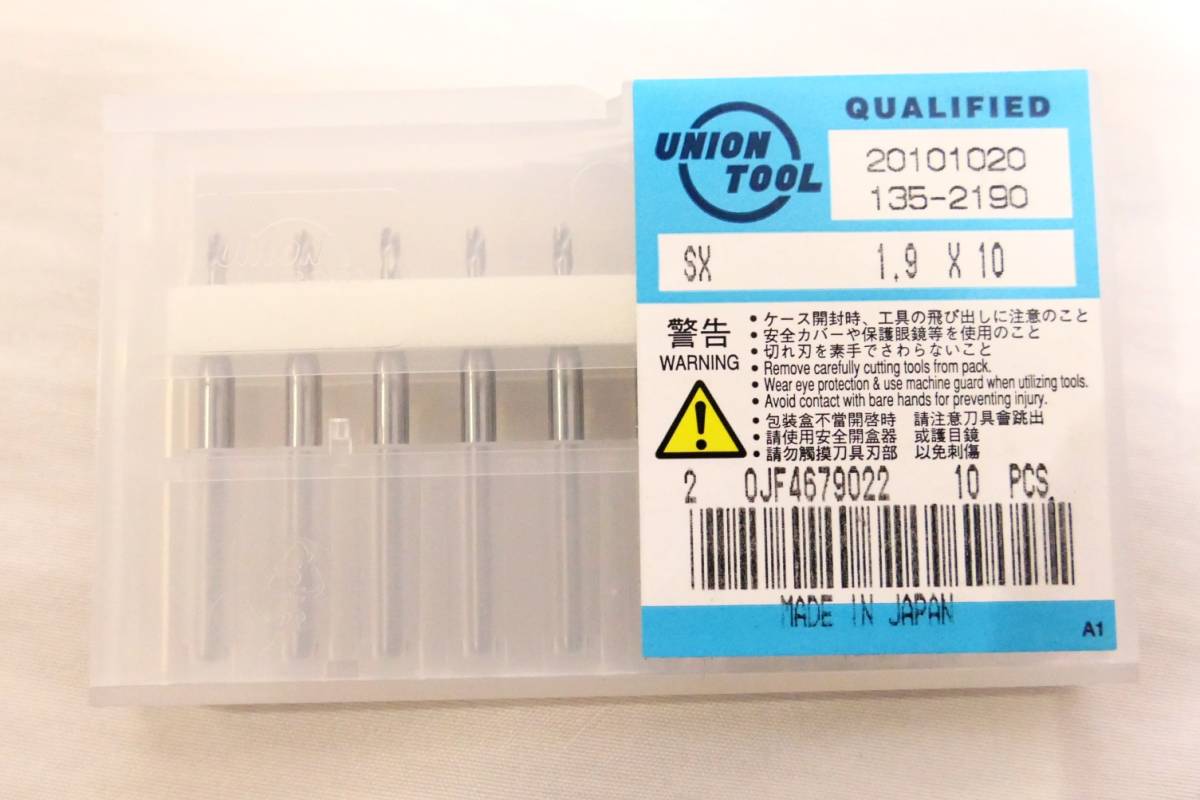 UNION TOOL
QUALIFIED
20101020
135-2190
SX 1.9 X 10
警告
WARNING
• ケース開封時、工具の飛び出しに注意のこと
• 安全カバーや保護眼鏡等を使用のこと
• 切れ刃を素手でさわらないこと
• Remove carefully cutting tools from pack.
• Wear eye protection & use machine guard when utilizing tools.
• Avoid contact with bare hands for preventing injury.
• 包装盒不當開啓時 請注意刀具會跳出
• 請使用安全開盒器 或護目鏡
• 請勿觸摸刀具刃部 以免刺傷
2 0JF4679022 10 PCS.
MADE IN JAPAN
A1
UNION